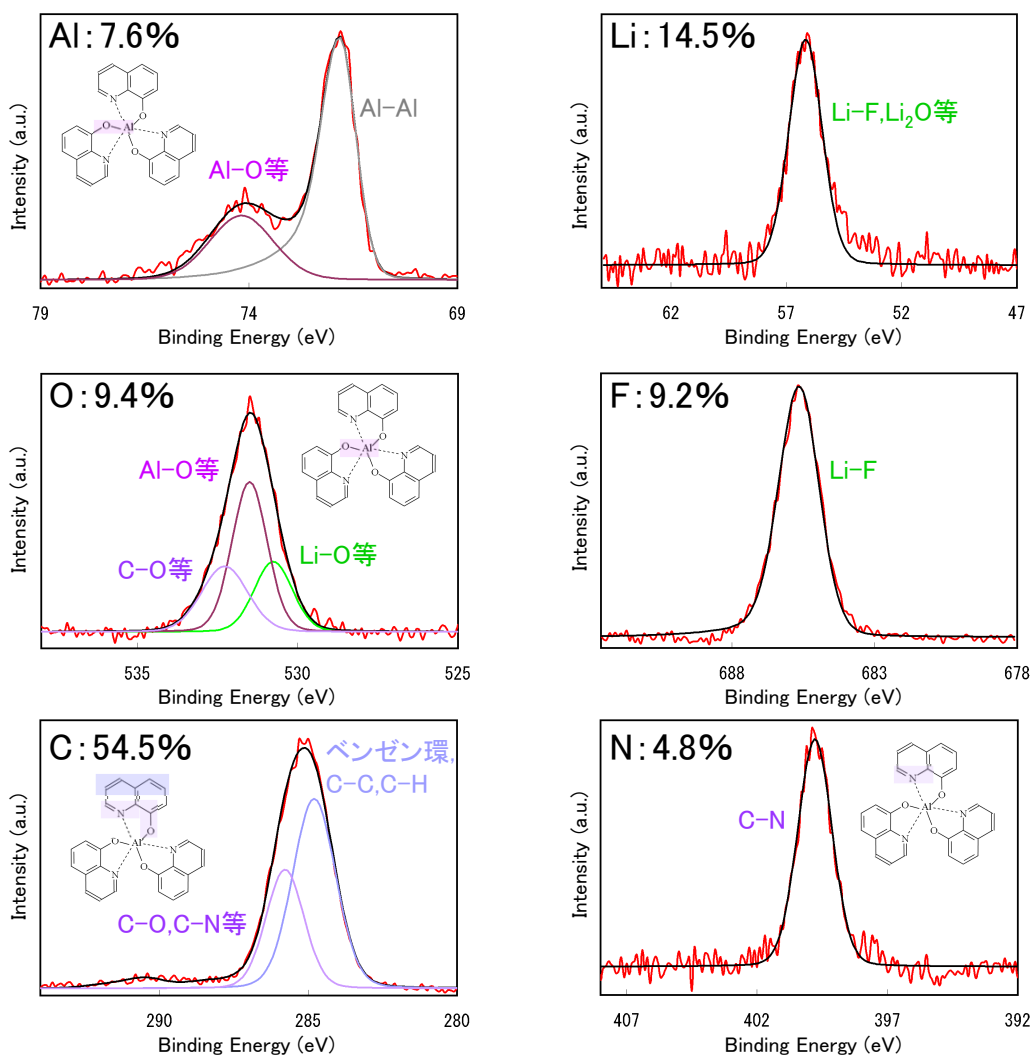 Al：7.6%
Al-Al
Al-O等
N
O
O
Al
N
N
O
Intensity (a.u.)
79
74
69
Binding Energy (eV)
Li：14.5%
Li-F,Li₂O等
Intensity (a.u.)
62
57
52
47
Binding Energy (eV)
O：9.4%
Al-O等
C-O等
Li-O等
N
O
O
Al
N
N
O
Intensity (a.u.)
535
530
525
Binding Energy (eV)
F：9.2%
Li-F
Intensity (a.u.)
688
683
678
Binding Energy (eV)
C：54.5%
ベンゼン環,
C-C,C-H
C-O,C-N等
N
O
O
Al
N
N
O
Intensity (a.u.)
290
285
280
Binding Energy (eV)
N：4.8%
C-N
N
O
O
Al
N
N
O
Intensity (a.u.)
407
402
397
392
Binding Energy (eV)